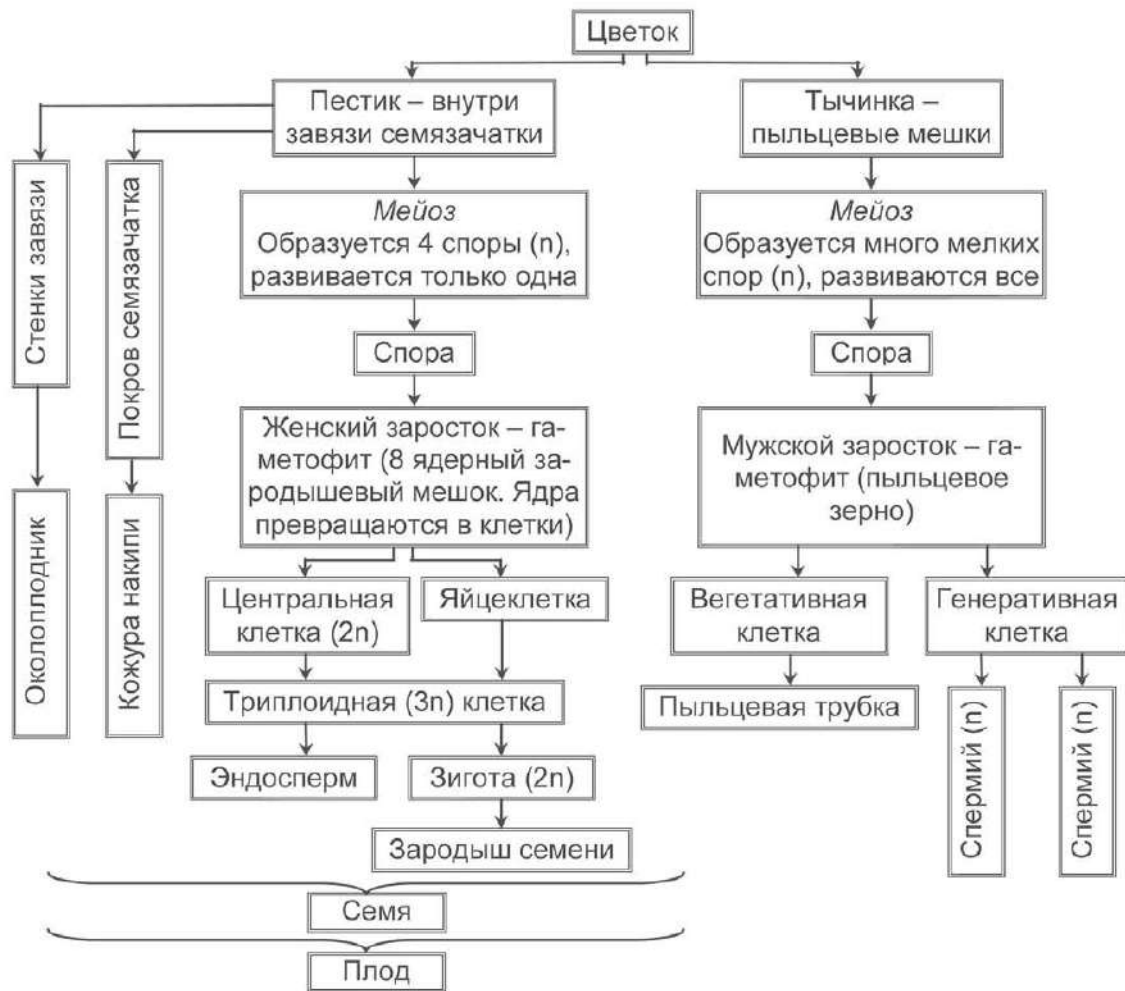 Цветок
Пестик – внутри
завязи семязачатки
Тычинка –
пыльцевые мешки
Стенки завязи
Покров семязачатка
Мейоз
Образуется 4 споры (n),
развивается только одна
Мейоз
Образуется много мелких
спор (n), развиваются все
Спора
Спора
Женский заросток – га-
метофит (8 ядерный за-
родышевый мешок. Ядра
превращаются в клетки)
Мужской заросток – га-
метофит (пыльцевое
зерно)
Околоплодник
Кожура накипи
Центральная
клетка (2n)
Яйцеклетка
Вегетативная
клетка
Генеративная
клетка
Триплоидная (3n) клетка
Пыльцевая трубка
Спермий (n)
Спермий (n)
Эндосперм
Зигота (2n)
Зародыш семени
Семя
Плод